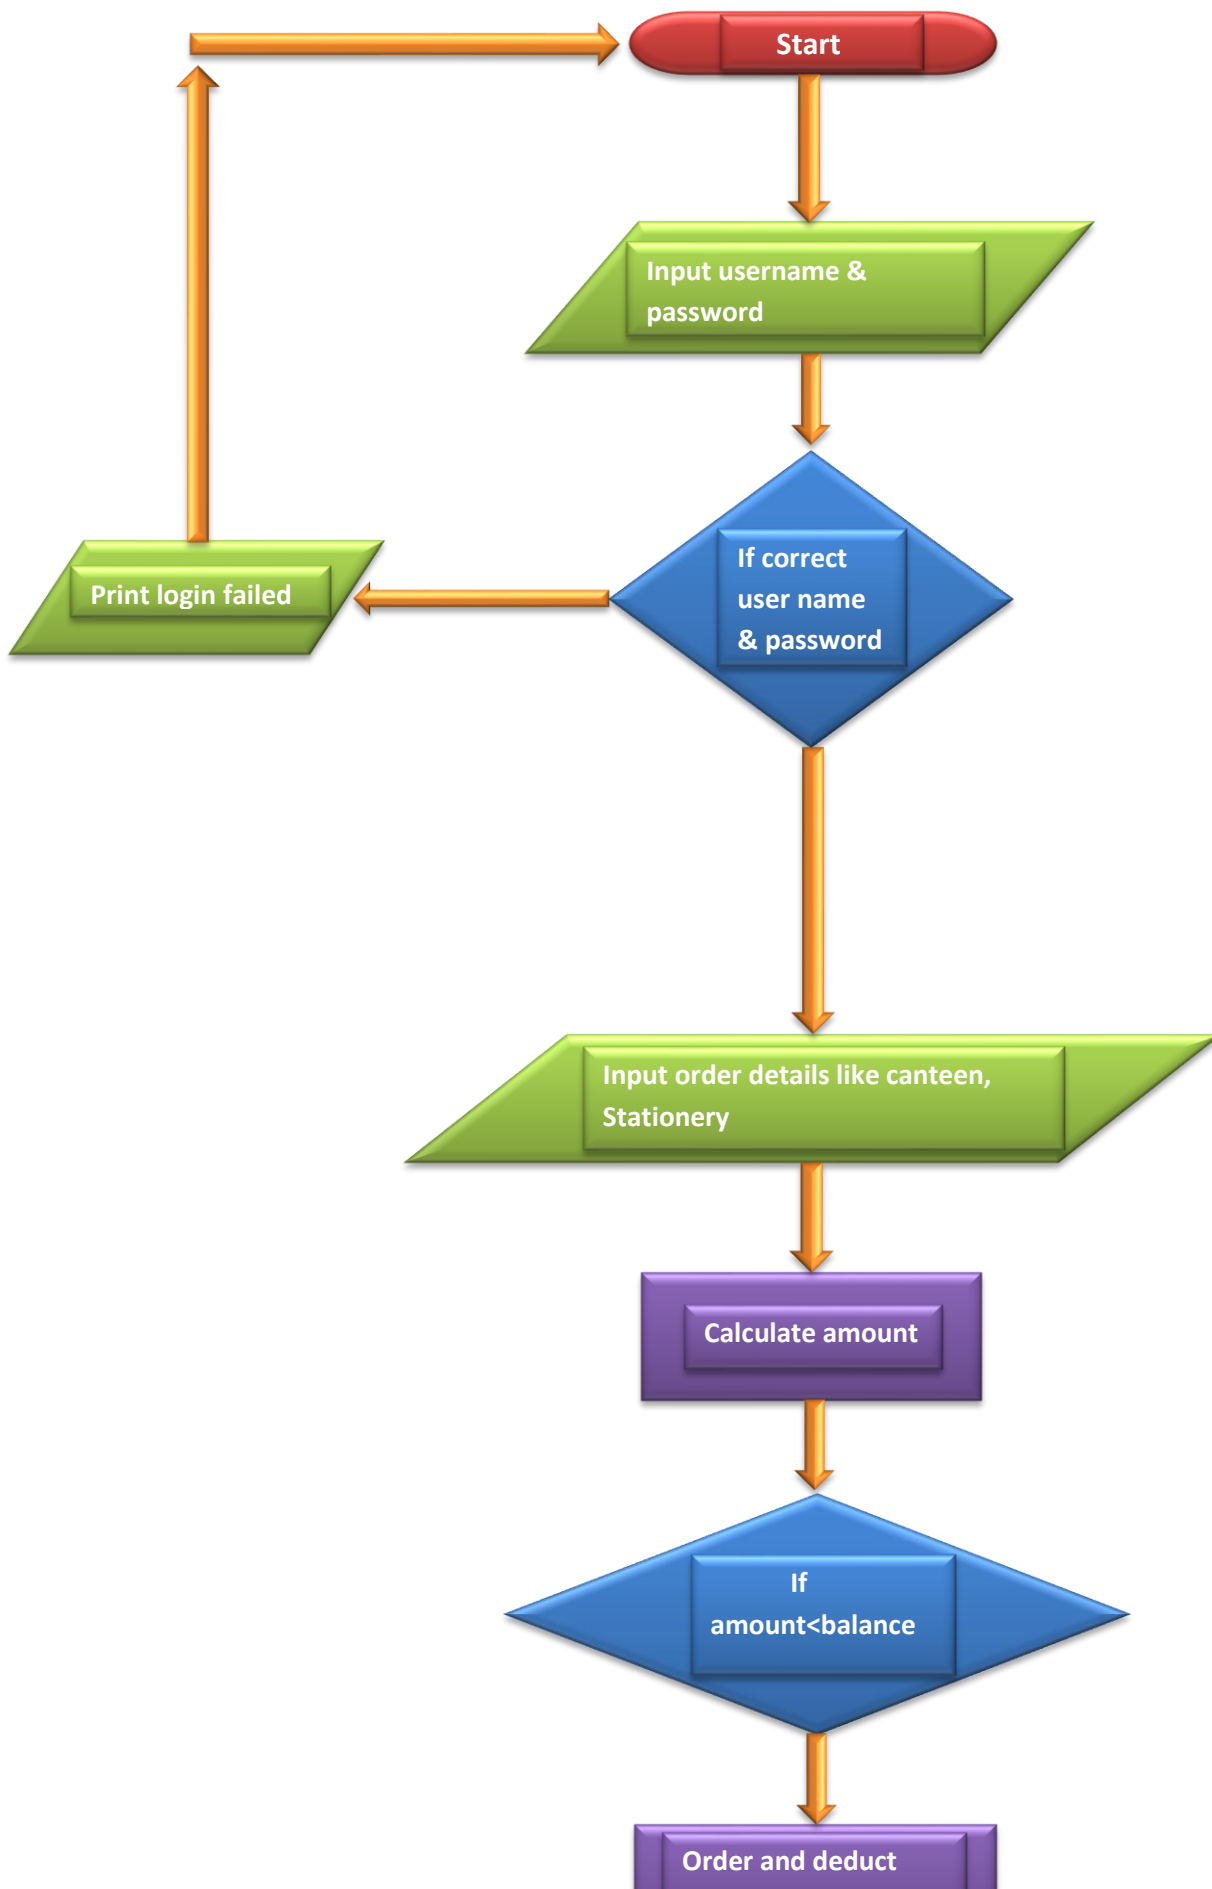 Start
Input username &
password
If correct
user name
& password
Print login failed
Input order details like canteen,
Stationery
Calculate amount
If
amount<balance
Order and deduct